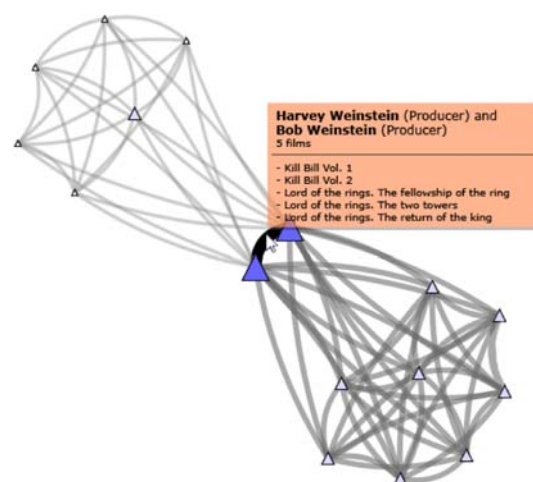 Harvey Weinstein (Producer) and
Bob Weinstein (Producer)
5 films
- Kill Bill Vol. 1
- Kill Bill Vol. 2
- Lord of the rings. The fellowship of the ring
- Lord of the rings. The two towers
- Lord of the rings. The return of the king